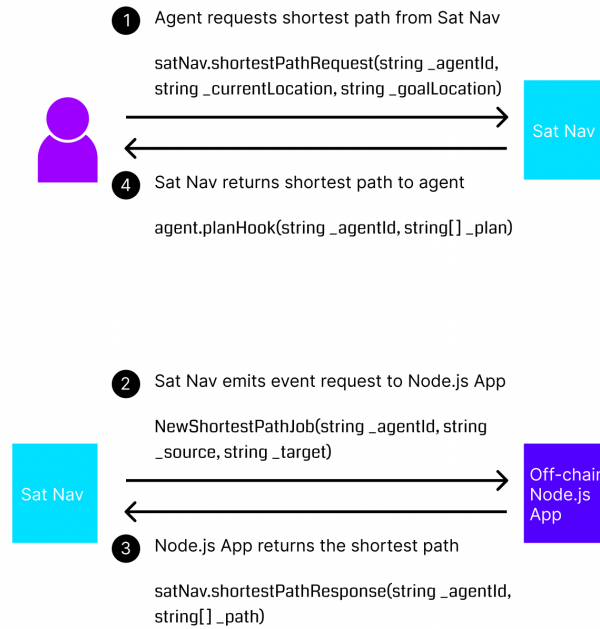 1 Agent requests shortest path from Sat Nav
satNav.shortestPathRequest(string _agentId,
string _currentLocation, string _goalLocation)
Sat Nav
4 Sat Nav returns shortest path to agent
agent.planHook(string _agentId, string[] _plan)
2 Sat Nav emits event request to Node.js App
NewShortestPathJob(string _agentId, string
_source, string _target)
Sat Nav
Off-chain
Node.js
App
3 Node.js App returns the shortest path
satNav.shortestPathResponse(string _agentId,
string[] _path)